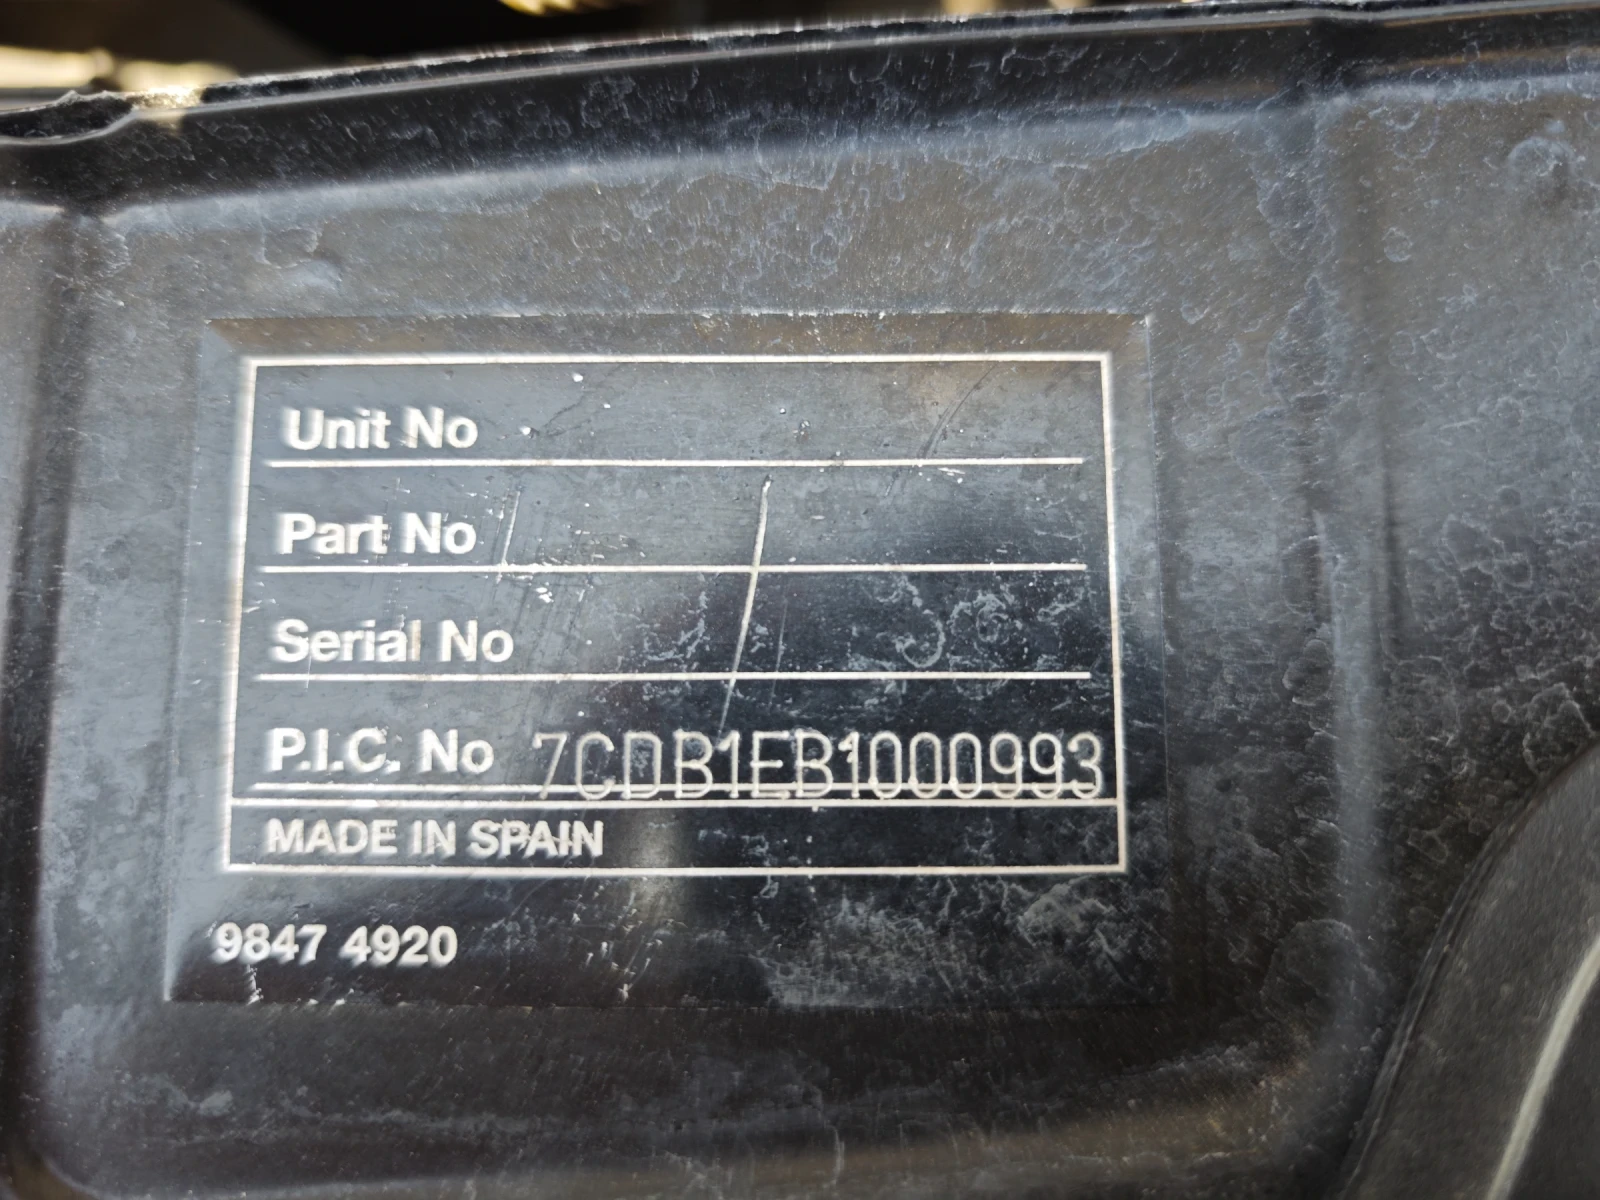 Unit No
Part No
Serial No
P.I.C. No 7CDB1EB1000993
MADE IN SPAIN
9847 4920